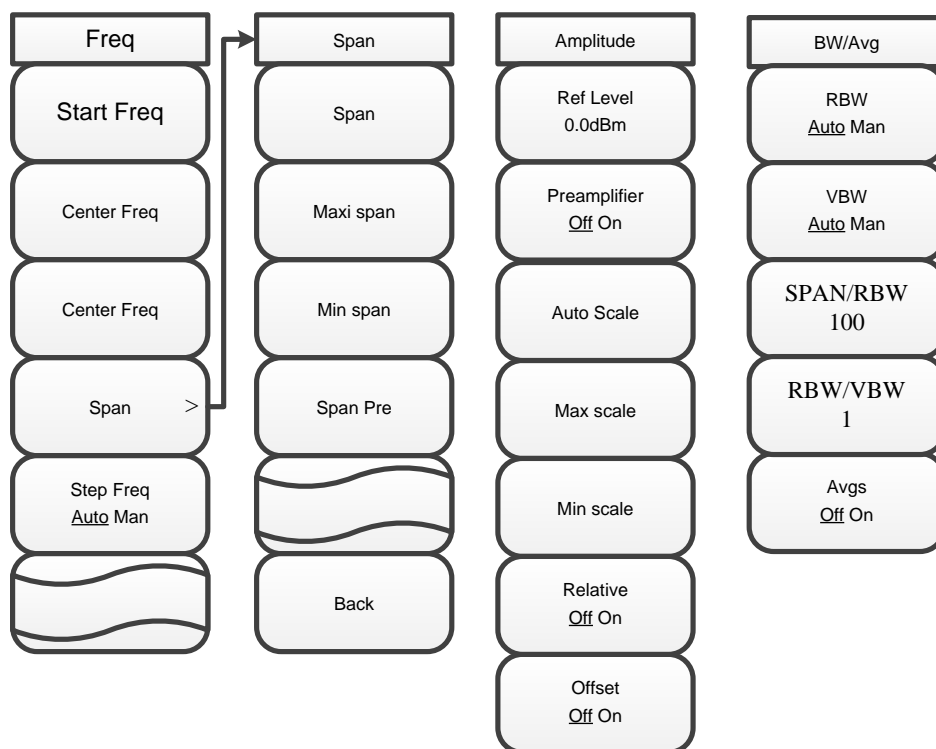 Freq
Start Freq
Center Freq
Center Freq
Span >
Step Freq
Auto Man
Span
Span
Maxi span
Min span
Span Pre
Back
Amplitude
Ref Level
0.0dBm
Preamplifier
Off On
Auto Scale
Max scale
Min scale
Relative
Off On
Offset
Off On
BW/Avg
RBW
Auto Man
VBW
Auto Man
SPAN/RBW
100
RBW/VBW
1
Avgs
Off On